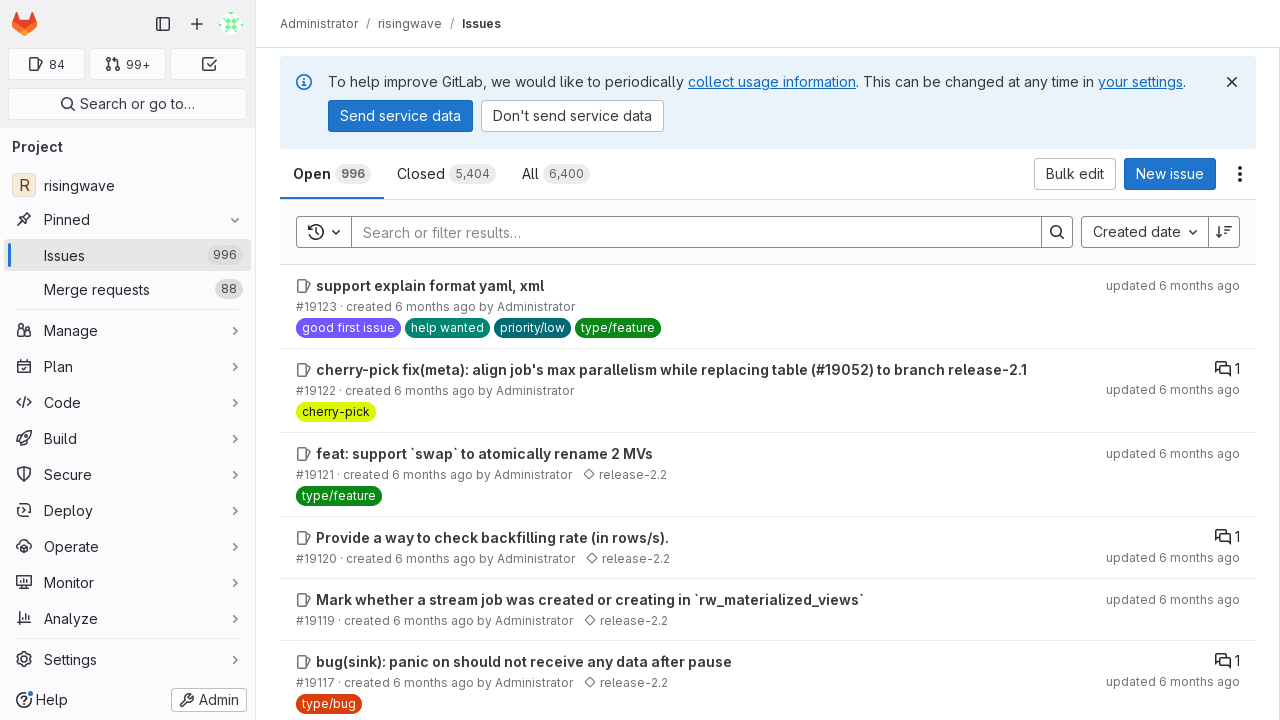 84
99+
Search or go to…
Project
R risingwave
Pinned
Issues 996
Merge requests 88
Manage
Plan
Code
Build
Secure
Deploy
Operate
Monitor
Analyze
Settings
Help
Admin
Administrator / risingwave / Issues
To help improve GitLab, we would like to periodically collect usage information. This can be changed at any time in your settings.
Send service data
Don't send service data
Open 996
Closed 5,404
All 6,400
Bulk edit
New issue
Search or filter results…
Created date
support explain format yaml, xml
updated 6 months ago
#19123 · created 6 months ago by Administrator
good first issue help wanted priority/low type/feature
cherry-pick fix(meta): align job's max parallelism while replacing table (#19052) to branch release-2.1
1
#19122 · created 6 months ago by Administrator
updated 6 months ago
cherry-pick
feat: support `swap` to atomically rename 2 MVs
updated 6 months ago
#19121 · created 6 months ago by Administrator release-2.2
type/feature
Provide a way to check backfilling rate (in rows/s).
1
#19120 · created 6 months ago by Administrator release-2.2
updated 6 months ago
Mark whether a stream job was created or creating in `rw_materialized_views`
updated 6 months ago
#19119 · created 6 months ago by Administrator release-2.2
bug(sink): panic on should not receive any data after pause
1
#19117 · created 6 months ago by Administrator release-2.2
updated 6 months ago
type/bug